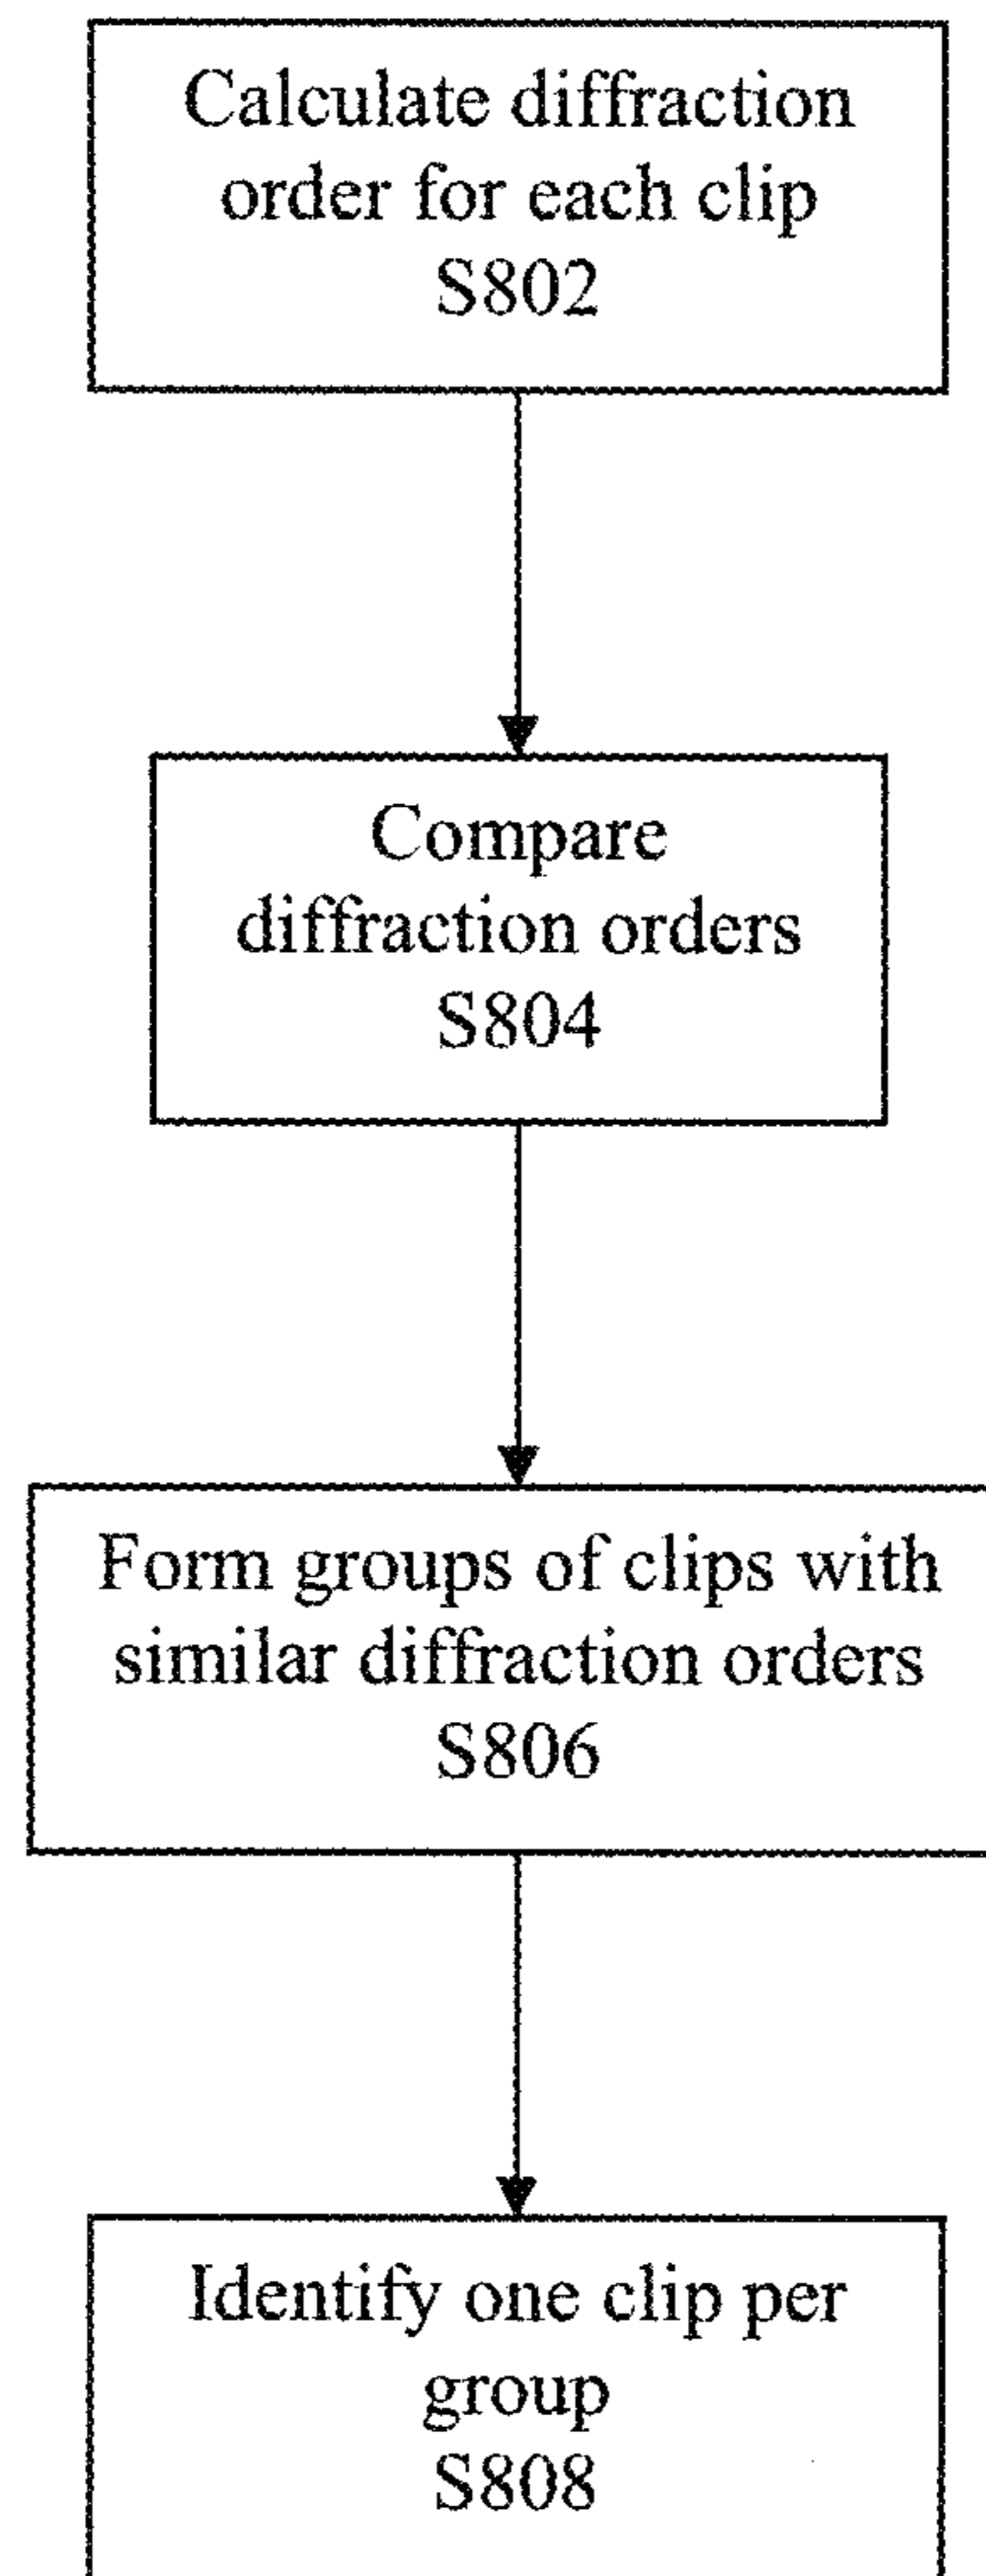 Calculate diffraction
order for each clip
S802
Compare
diffraction orders
S804
Form groups of clips with
similar diffraction orders
S806
Identify one clip per
group
S808